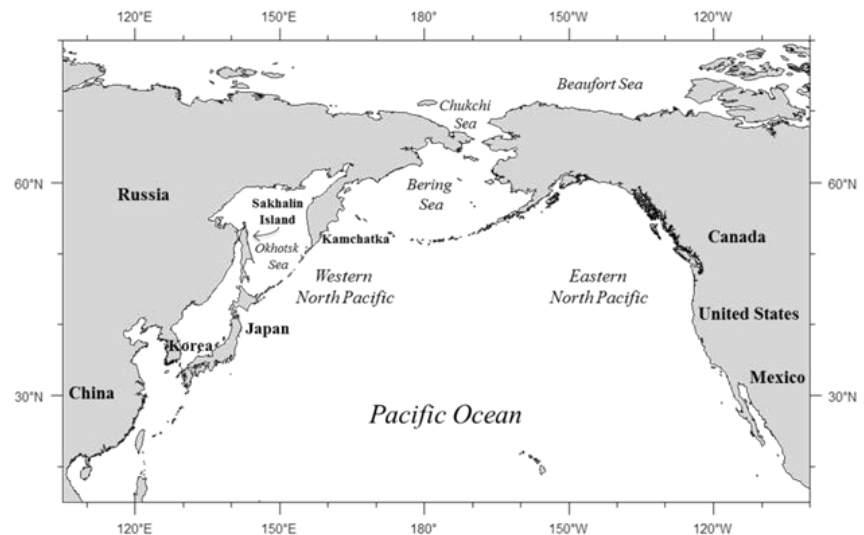 120°E 150°E 180° 150°W 120°W
Beaufort Sea
Chukchi
Sea
60°N
60°N
Russia
Bering
Sea
Sakhalin
Island
Okhotsk
Sea
Kamchatka
Canada
Western
North Pacific
Eastern
North Pacific
United States
Japan
Korea
Mexico
China
30°N
30°N
Pacific Ocean
120°E 150°E 180° 150°W 120°W